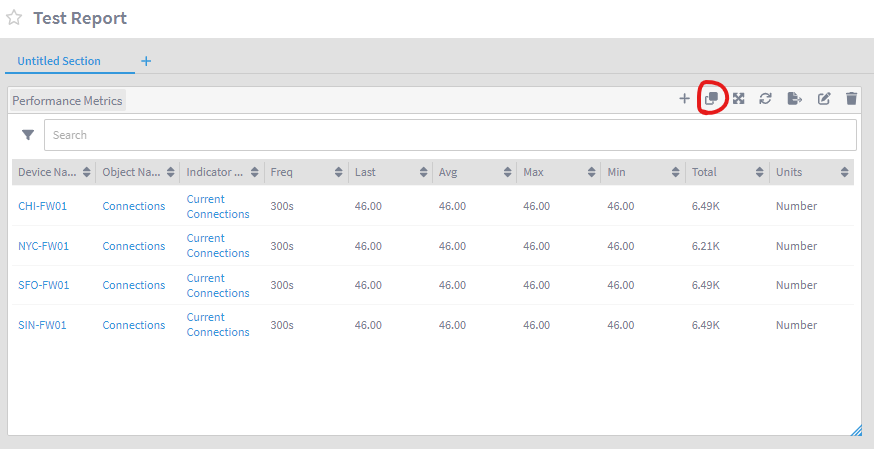 Test Report
Untitled Section +
Performance Metrics
Search
Device Na... Object Na... Indicator ... Freq Last Avg Max Min Total Units
CHI-FW01 Connections Current Connections 300s 46.00 46.00 46.00 46.00 6.49K Number
NYC-FW01 Connections Current Connections 300s 46.00 46.00 46.00 46.00 6.21K Number
SFO-FW01 Connections Current Connections 300s 46.00 46.00 46.00 46.00 6.49K Number
SIN-FW01 Connections Current Connections 300s 46.00 46.00 46.00 46.00 6.49K Number